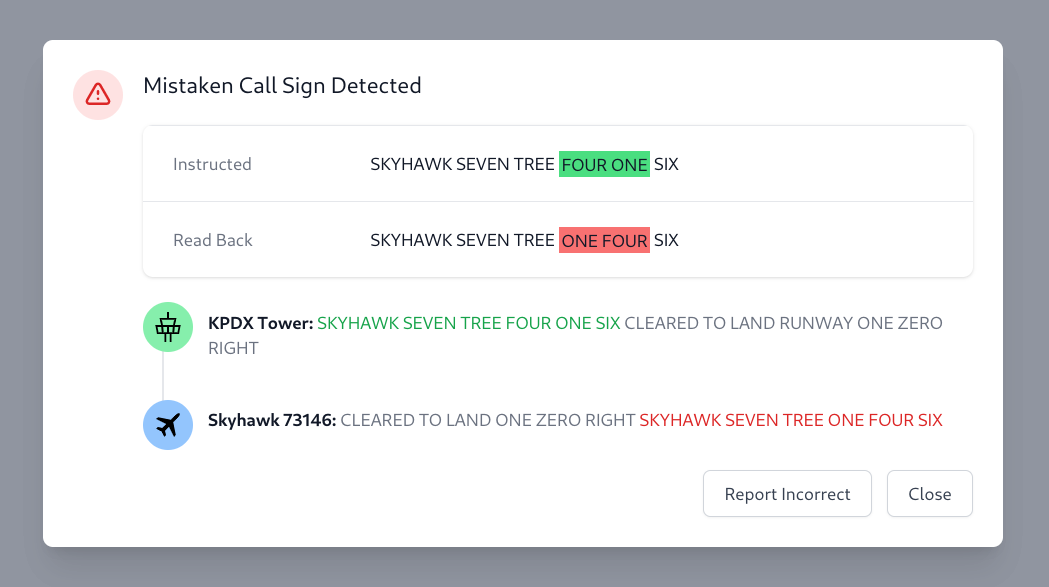 Mistaken Call Sign Detected
Instructed SKYHAWK SEVEN TREE FOUR ONE SIX
Read Back SKYHAWK SEVEN TREE ONE FOUR SIX
KPDX Tower: SKYHAWK SEVEN TREE FOUR ONE SIX CLEARED TO LAND RUNWAY ONE ZERO
RIGHT
Skyhawk 73146: CLEARED TO LAND ONE ZERO RIGHT SKYHAWK SEVEN TREE ONE FOUR SIX
Report Incorrect Close